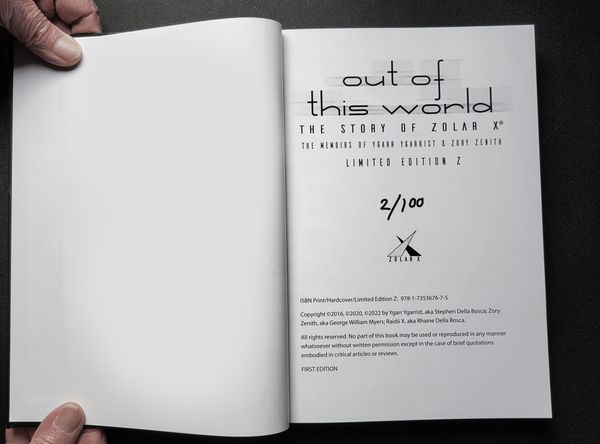 out of
this world
THE STORY OF ZOLAR X®
THE MEMOIRS OF YGARR YGARRIST & ZORY ZENITH
LIMITED EDITION Z
2/100
ZOLAR X
ISBN Print/Hardcover/Limited Edition Z: 978-1-7353676-7-5
Copyright ©2016, ©2020, ©2022 by Ygarr Ygarrist, aka Stephen Della Bosca; Zory
Zenith, aka George William Myers; Raidii X, aka Rhaine Della Bosca.
All rights reserved. No part of this book may be used or reproduced in any manner
whatsoever without written permission except in the case of brief quotations
embodied in critical articles or reviews.
FIRST EDITION